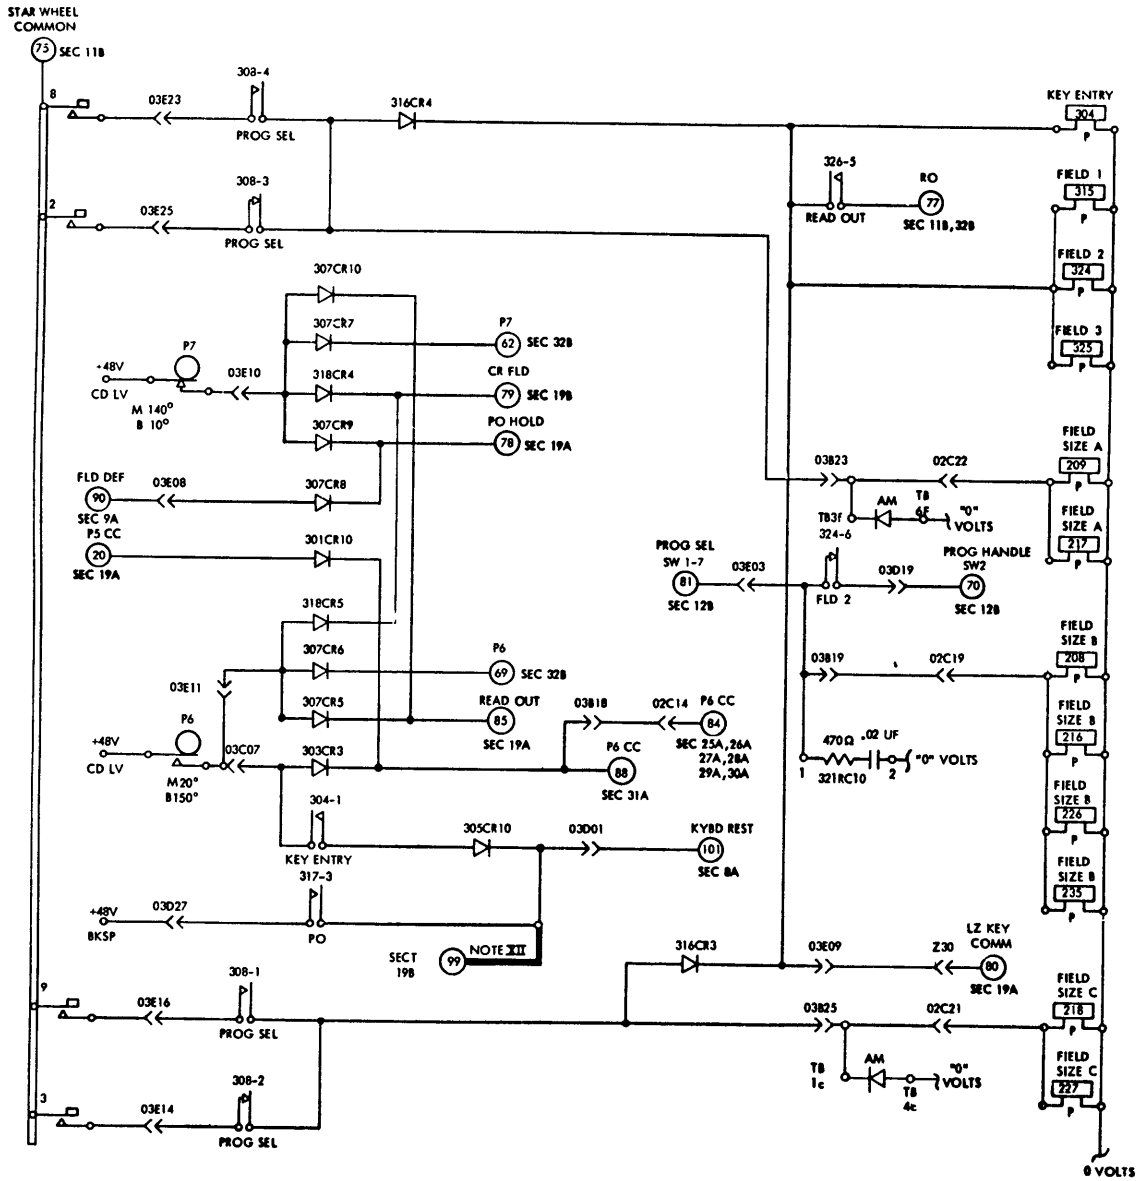 STAR WHEEL
COMMON
75 SEC 11B
8
03E23
308-4
PROG SEL
316CR4
KEY ENTRY
304
P
326-5
READ OUT
RO
77
SEC 11B,32B
FIELD 1
315
P
2
03E25
308-3
PROG SEL
FIELD 2
324
P
FIELD 3
325
P
307CR10
P7
+48V
CD LV
M 140°
B 10°
03E10
307CR7
P7
62 SEC 32B
318CR4
CR FLD
79 SEC 19B
307CR9
PO HOLD
78 SEC 19A
FLD DEF
90
SEC 9A
03E08
307CR8
P5 CC
20
SEC 19A
301CR10
FIELD
SIZE A
209
P
03B23
02C22
TB3f
AM
TB
6F
"0"
VOLTS
FIELD
SIZE A
217
P
PROG SEL
SW 1-7
81
SEC 12B
03E03
324-6
FLD 2
03D19
PROG HANDLE
SW2
70
SEC 12B
318CR5
307CR6
P6
69 SEC 32B
03E11
307CR5
READ OUT
85
SEC 19A
P6
+48V
CD LV
M20°
B150°
03C07
303CR3
03B18
02C14
P6 CC
84
SEC 25A,26A
27A,28A
29A,30A
P6 CC
88
SEC 31A
03B19
02C19
FIELD
SIZE B
208
P
FIELD
SIZE B
216
P
1
470Ω
321RC10
.02 UF
2
"0" VOLTS
FIELD
SIZE B
226
P
FIELD
SIZE B
235
P
304-1
KEY ENTRY
305CR10
03D01
KYBD REST
101
SEC 8A
+48V
BKSP
03D27
317-3
PO
SECT
19B
99
NOTE XII
316CR3
03E09
Z30
LZ KEY
COMM
80
SEC 19A
9
03E16
308-1
PROG SEL
03B25
02C21
FIELD
SIZE C
218
P
TB
1c
AM
TB
4c
"0"
VOLTS
FIELD
SIZE C
227
P
3
03E14
308-2
PROG SEL
0 VOLTS